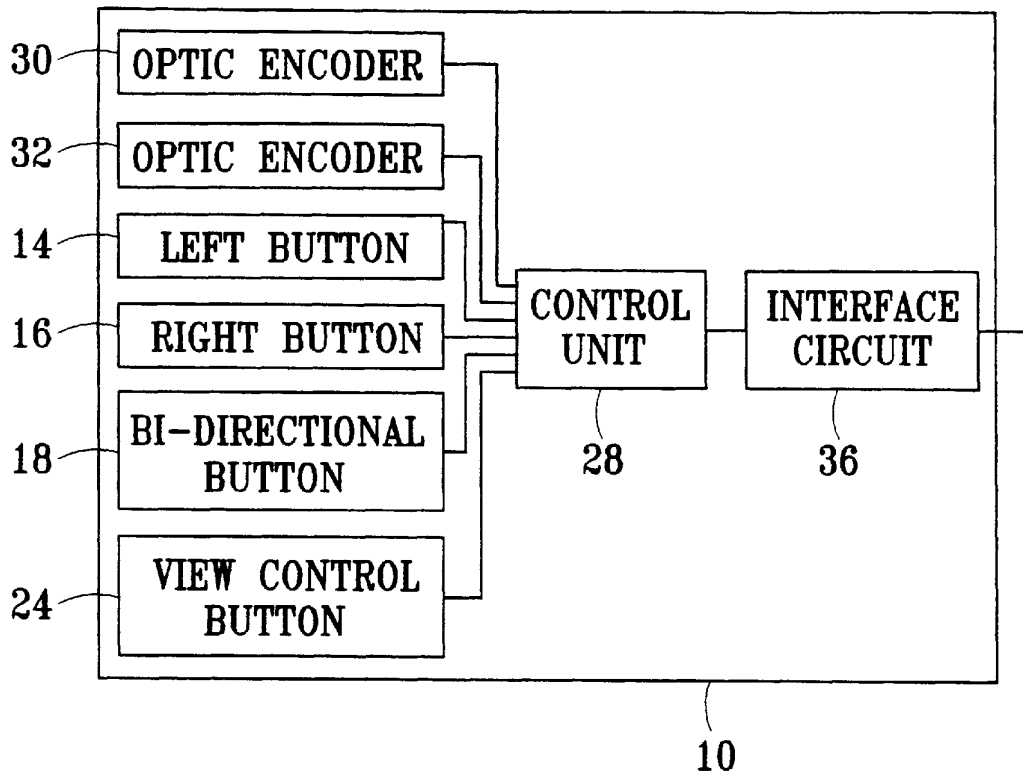 30
OPTIC ENCODER
32
OPTIC ENCODER
14
LEFT BUTTON
16
RIGHT BUTTON
18
BI-DIRECTIONAL
BUTTON
24
VIEW CONTROL
BUTTON
CONTROL
UNIT
28
INTERFACE
CIRCUIT
36
10